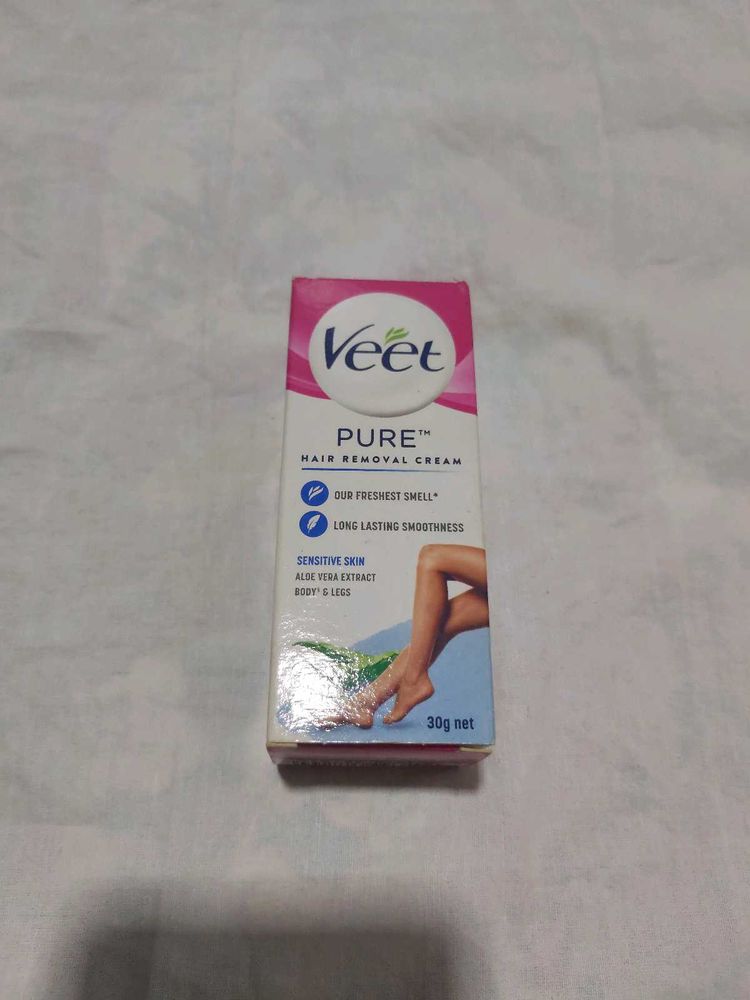 Veet
PURE™
HAIR REMOVAL CREAM
OUR FRESHEST SMELL*
LONG LASTING SMOOTHNESS
SENSITIVE SKIN
ALOE VERA EXTRACT
BODY‡ & LEGS
30g net